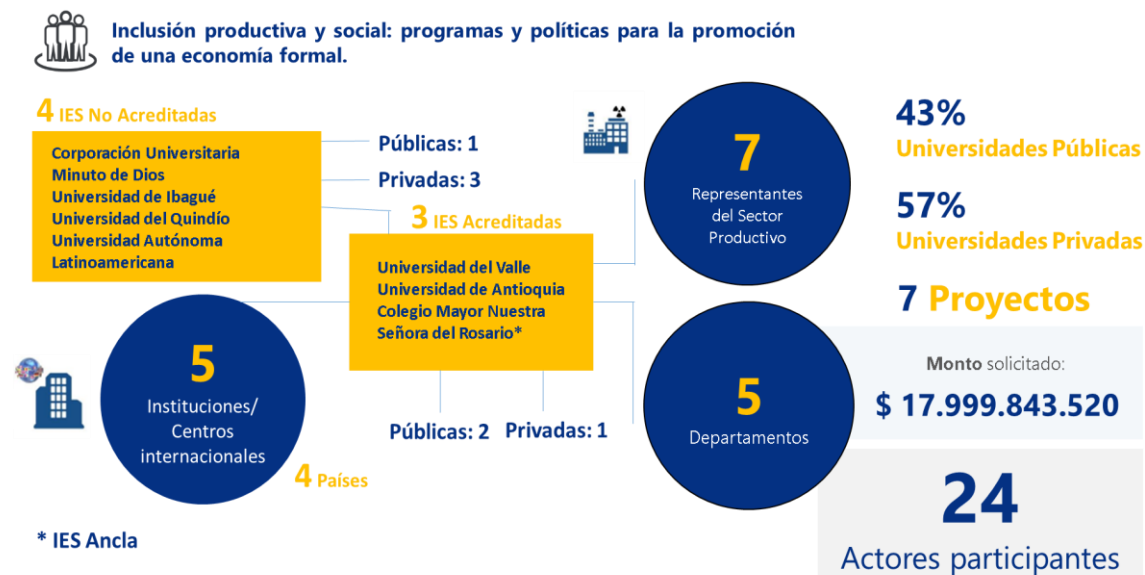 Inclusión productiva y social: programas y políticas para la promoción
de una economía formal.
4 IES No Acreditadas
Corporación Universitaria
Minuto de Dios
Universidad de Ibagué
Universidad del Quindío
Universidad Autónoma
Latinoamericana
Públicas: 1
Privadas: 3
3 IES Acreditadas
Universidad del Valle
Universidad de Antioquia
Colegio Mayor Nuestra
Señora del Rosario*
Públicas: 2 Privadas: 1
5
Instituciones/
Centros
internacionales
4 Países
* IES Ancla
7
Representantes
del Sector
Productivo
5
Departamentos
43%
Universidades Públicas
57%
Universidades Privadas
7 Proyectos
Monto solicitado:
$ 17.999.843.520
24
Actores participantes